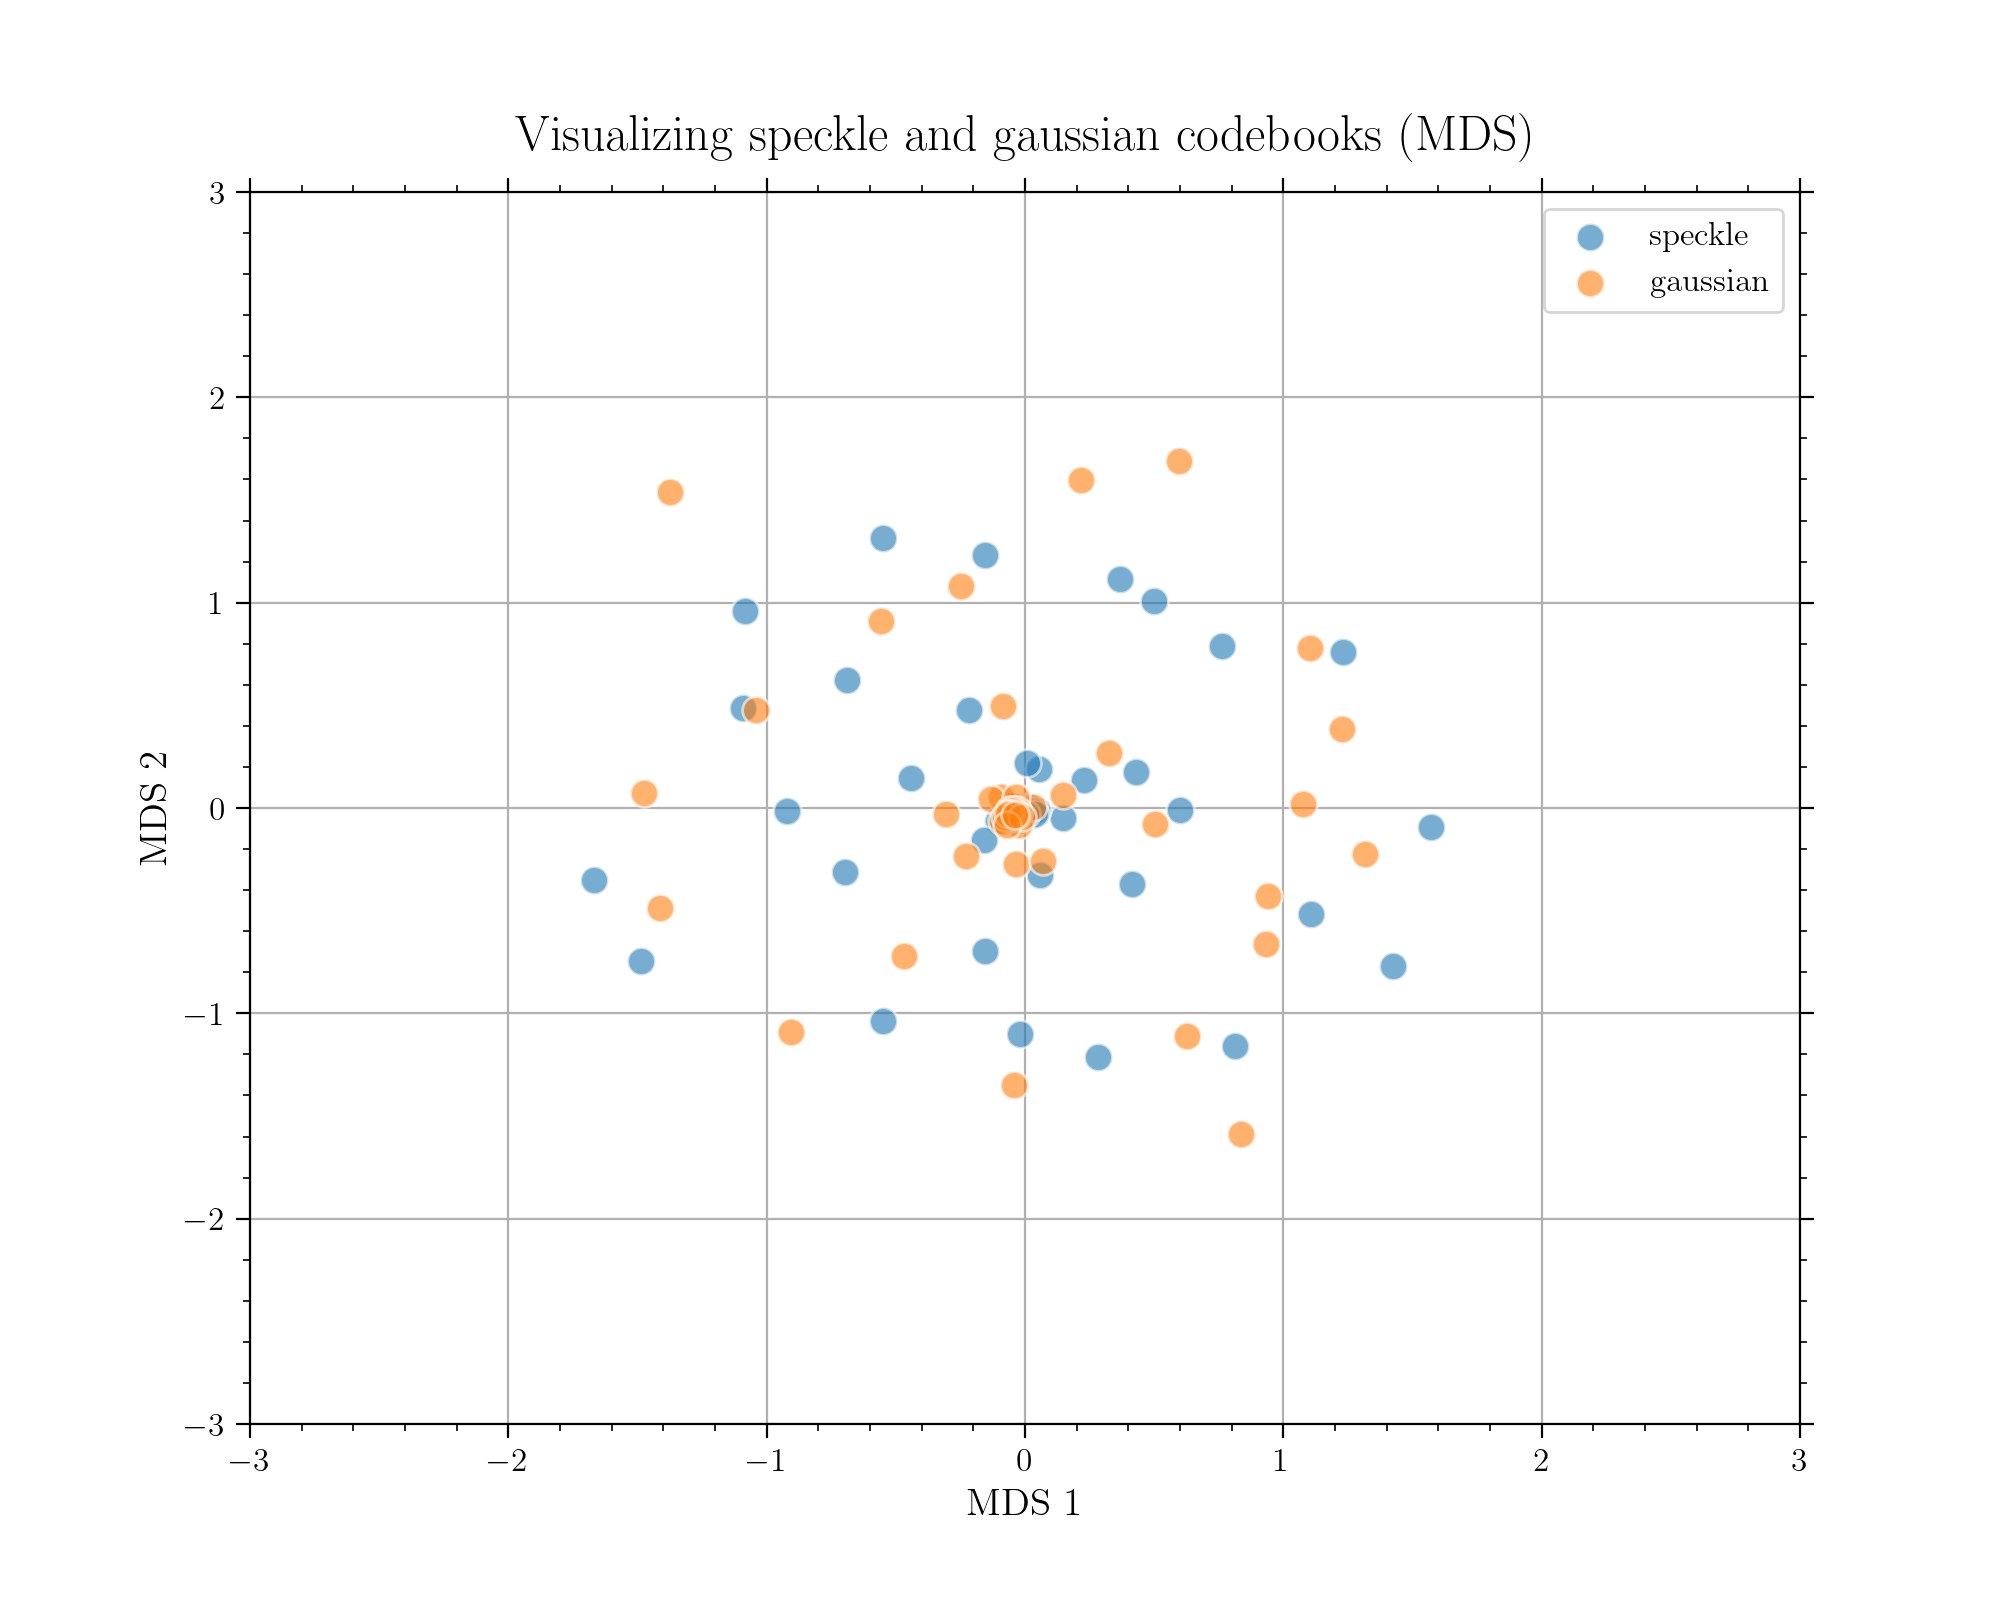 Visualizing speckle and gaussian codebooks (MDS)
speckle
gaussian
3
2
1
0
−1
−2
−3
MDS 2
−3
−2
−1
0
1
2
3
MDS 1